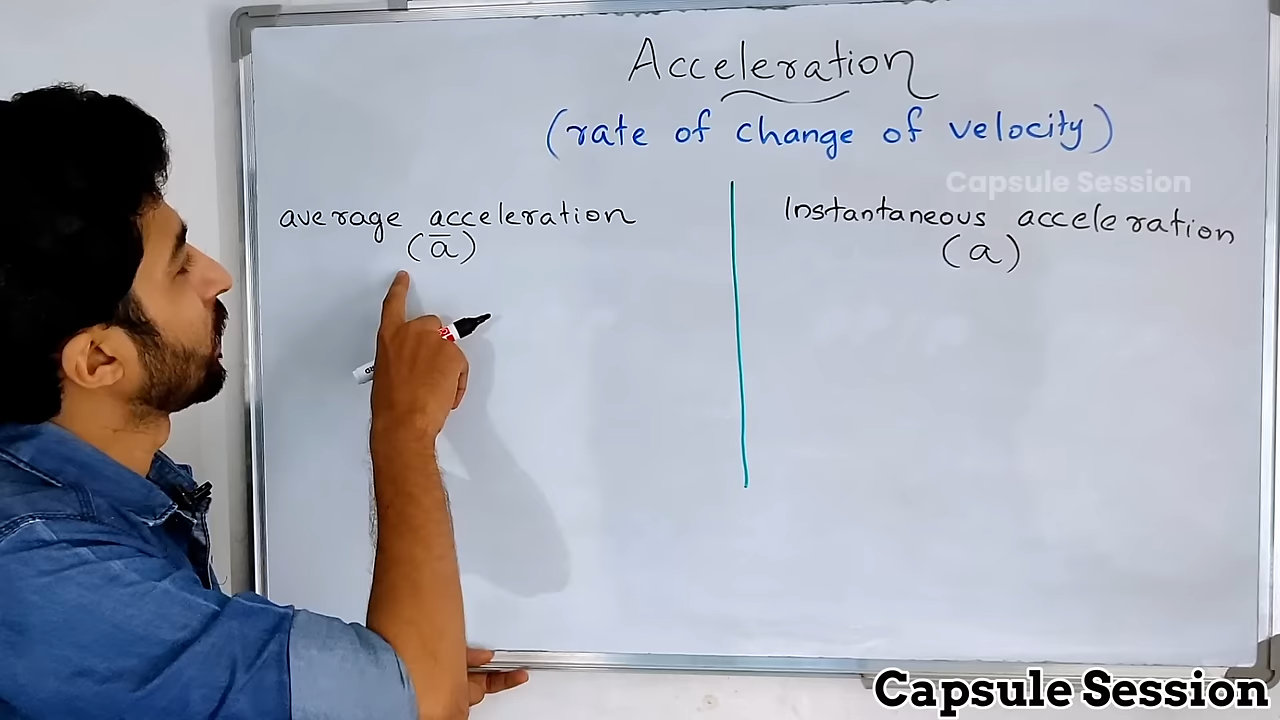 Acceleration
(rate of change of velocity)
Capsule Session
average acceleration
(a̅)
Instantaneous acceleration
(a)
Capsule Session